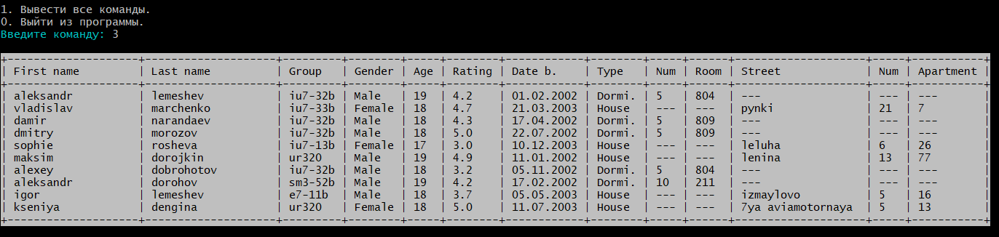 1. Вывести все команды.
0. Выйти из программы.
Введите команду: 3
+--------------------+--------------------+---------+--------+-----+--------+------------+--------+-----+------+--------------------+-----+-----------+
| First name | Last name | Group | Gender | Age | Rating | Date b. | Type | Num | Room | Street | Num | Apartment |
+--------------------+--------------------+---------+--------+-----+--------+------------+--------+-----+------+--------------------+-----+-----------+
| aleksandr | lemeshev | iu7-32b | Male | 19 | 4.2 | 01.02.2002 | Dormi. | 5 | 804 | --- | --- | --- |
| vladislav | marchenko | iu7-33b | Female | 18 | 4.7 | 21.03.2003 | House | --- | --- | pynki | 21 | 7 |
| damir | narandaev | iu7-32b | Male | 18 | 4.3 | 17.04.2002 | Dormi. | 5 | 809 | --- | --- | --- |
| dmitry | morozov | iu7-32b | Male | 18 | 5.0 | 22.07.2002 | Dormi. | 5 | 809 | --- | --- | --- |
| sophie | rosheva | iu7-13b | Female | 17 | 3.0 | 10.12.2003 | House | --- | --- | leluha | 6 | 26 |
| maksim | dorojkin | ur320 | Male | 19 | 4.9 | 11.01.2002 | House | --- | --- | lenina | 13 | 77 |
| alexey | dobrohotov | iu7-32b | Male | 18 | 3.2 | 05.11.2002 | Dormi. | 5 | 804 | --- | --- | --- |
| aleksandr | dorohov | sm3-52b | Male | 19 | 4.2 | 17.02.2002 | Dormi. | 10 | 211 | --- | --- | --- |
| igor | lemeshev | e7-11b | Male | 18 | 3.7 | 05.05.2003 | House | --- | --- | izmaylovo | 5 | 16 |
| kseniya | dengina | ur320 | Female | 18 | 5.0 | 11.07.2003 | House | --- | --- | 7ya aviamotornaya | 5 | 13 |
+--------------------+--------------------+---------+--------+-----+--------+------------+--------+-----+------+--------------------+-----+-----------+